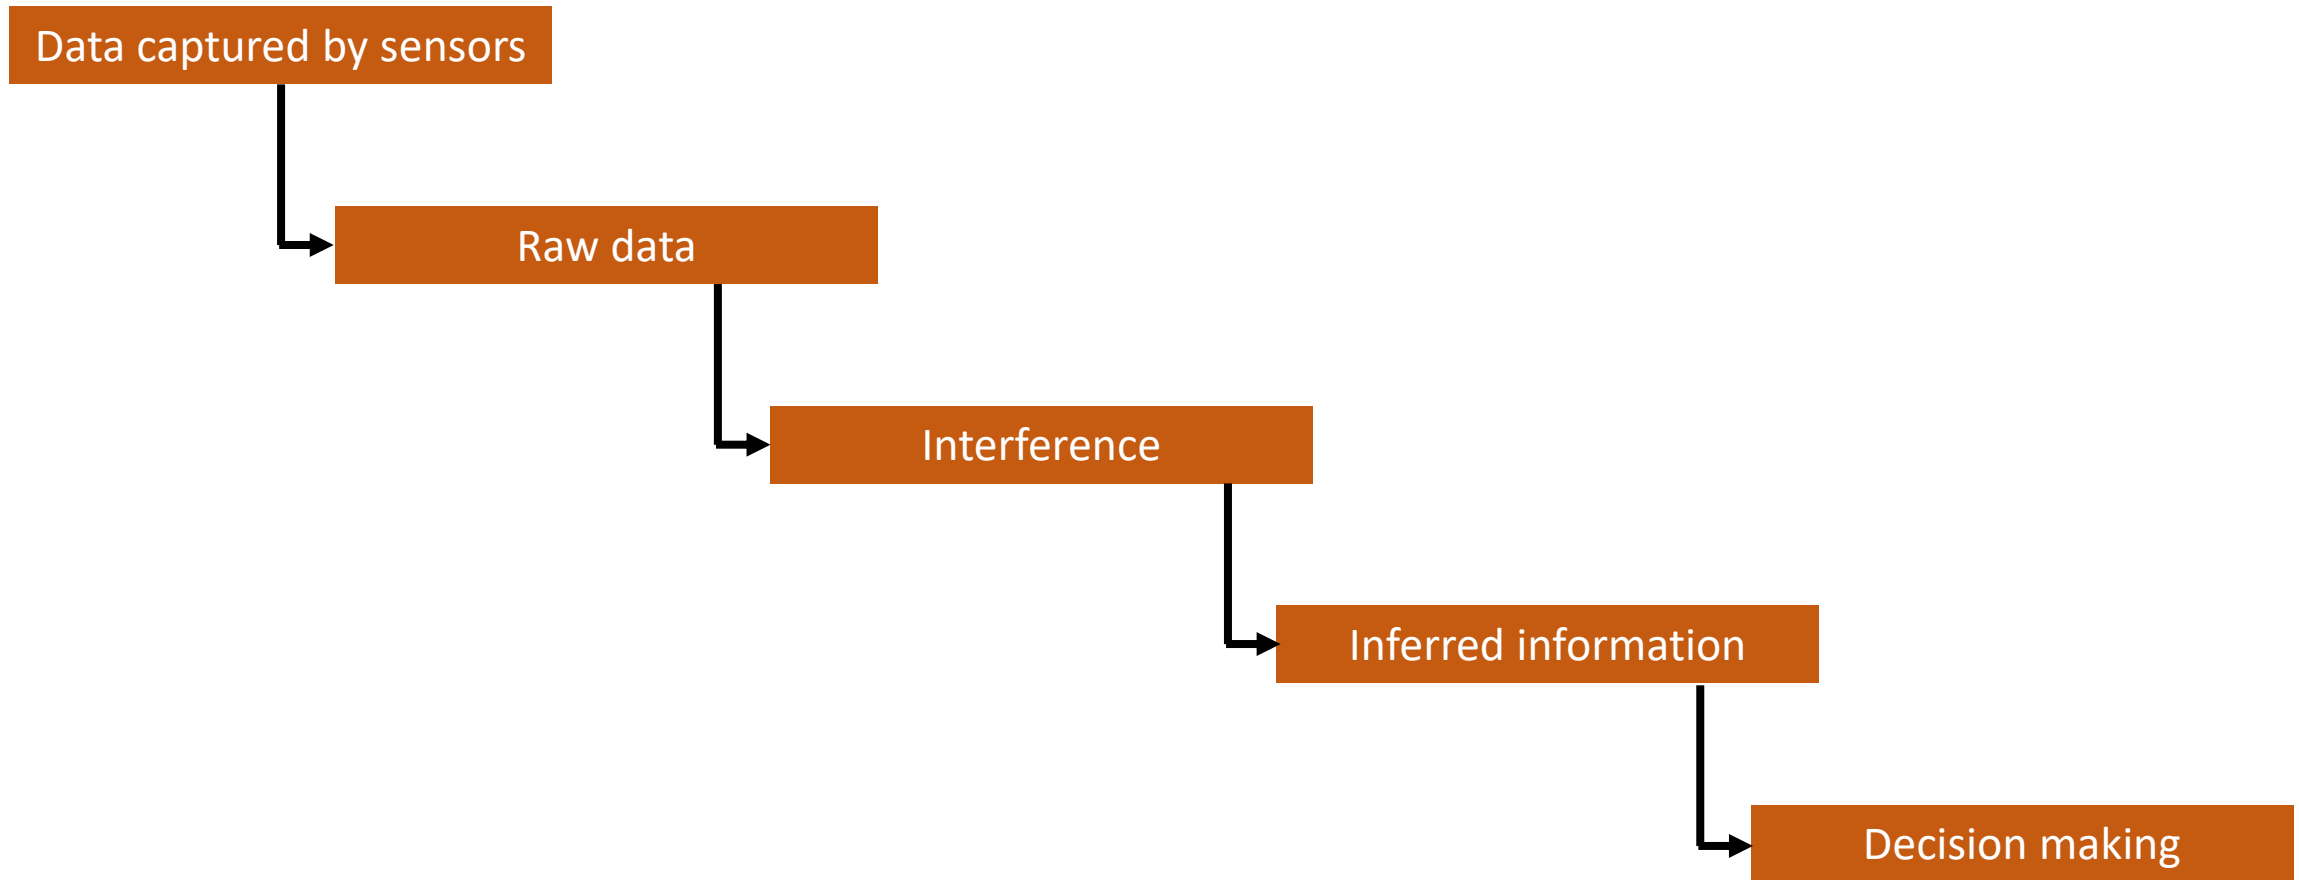 Data captured by sensors
Raw data
Interference
Inferred information
Decision making